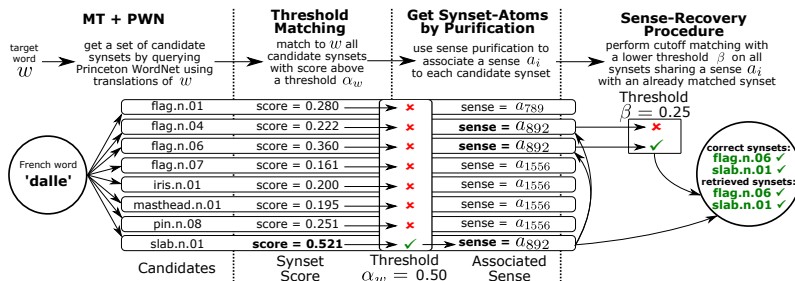 MT + PWN
target
word
w
get a set of candidate
synsets by querying
Princeton WordNet using
translations of w
Threshold
Matching
match to w all
candidate synsets
with score above
a threshold α_w
Get Synset-Atoms
by Purification
use sense purification to
associate a sense a_i
to each candidate synset
Sense-Recovery
Procedure
perform cutoff matching with
a lower threshold β on all
synsets sharing a sense a_i
with an already matched synset
Threshold
β = 0.25
French word
'dalle'
flag.n.01 score = 0.280 ✘ sense = a_789
flag.n.04 score = 0.222 ✘ sense = a_892 ✘
flag.n.06 score = 0.360 ✘ sense = a_892 ✓
flag.n.07 score = 0.161 ✘ sense = a_1556
iris.n.01 score = 0.200 ✘ sense = a_1556
masthead.n.01 score = 0.195 ✘ sense = a_1556
pin.n.08 score = 0.251 ✘ sense = a_1556
slab.n.01 score = 0.521 ✓ sense = a_892
correct synsets:
flag.n.06 ✓
slab.n.01 ✓
retrieved synsets:
flag.n.06 ✓
slab.n.01 ✓
Candidates
Synset
Score
Threshold
α_w = 0.50
Associated
Sense